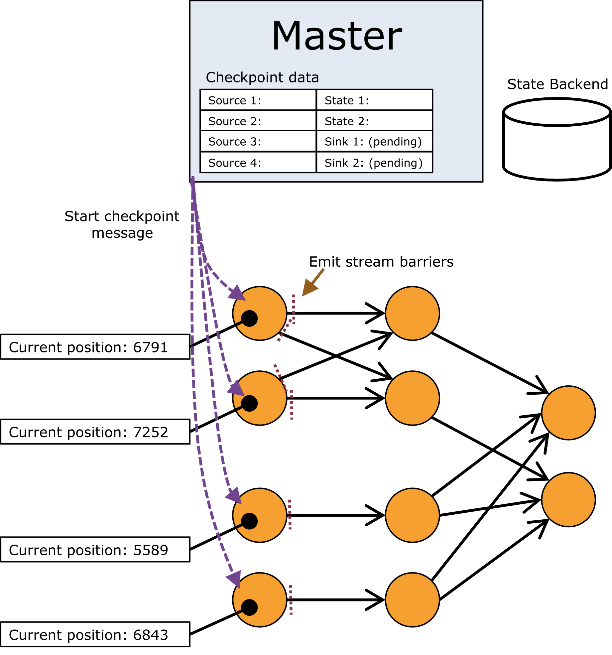 Master
Checkpoint data
Source 1:
State 1:
Source 2:
State 2:
Source 3:
Sink 1: (pending)
Source 4:
Sink 2: (pending)
State Backend
Start checkpoint
message
Emit stream barriers
Current position: 6791
Current position: 7252
Current position: 5589
Current position: 6843